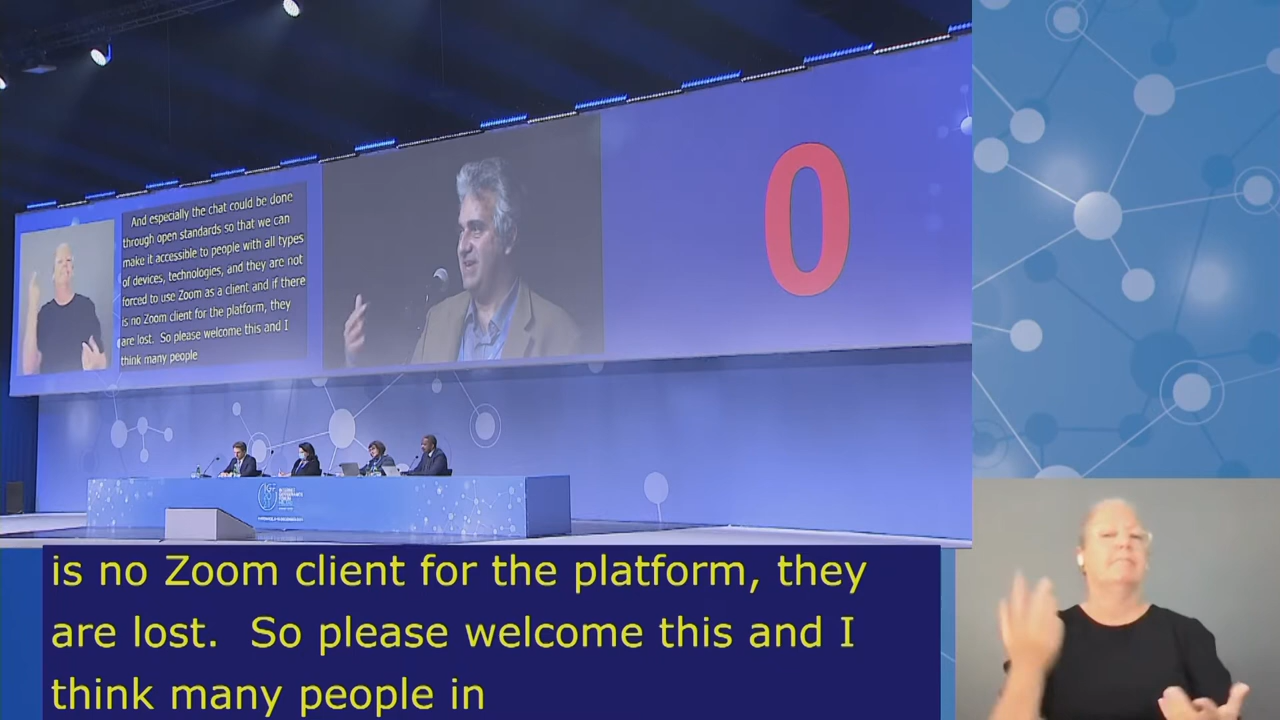 And especially the chat could be done
through open standards so that we can
make it accessible to people with all types
of devices, technologies, and they are not
forced to use Zoom as a client and if there
is no Zoom client for the platform, they
are lost.  So please welcome this and I
think many people
0
INTERNET
GOVERNANCE
FORUM
is no Zoom client for the platform, they
are lost.  So please welcome this and I
think many people in